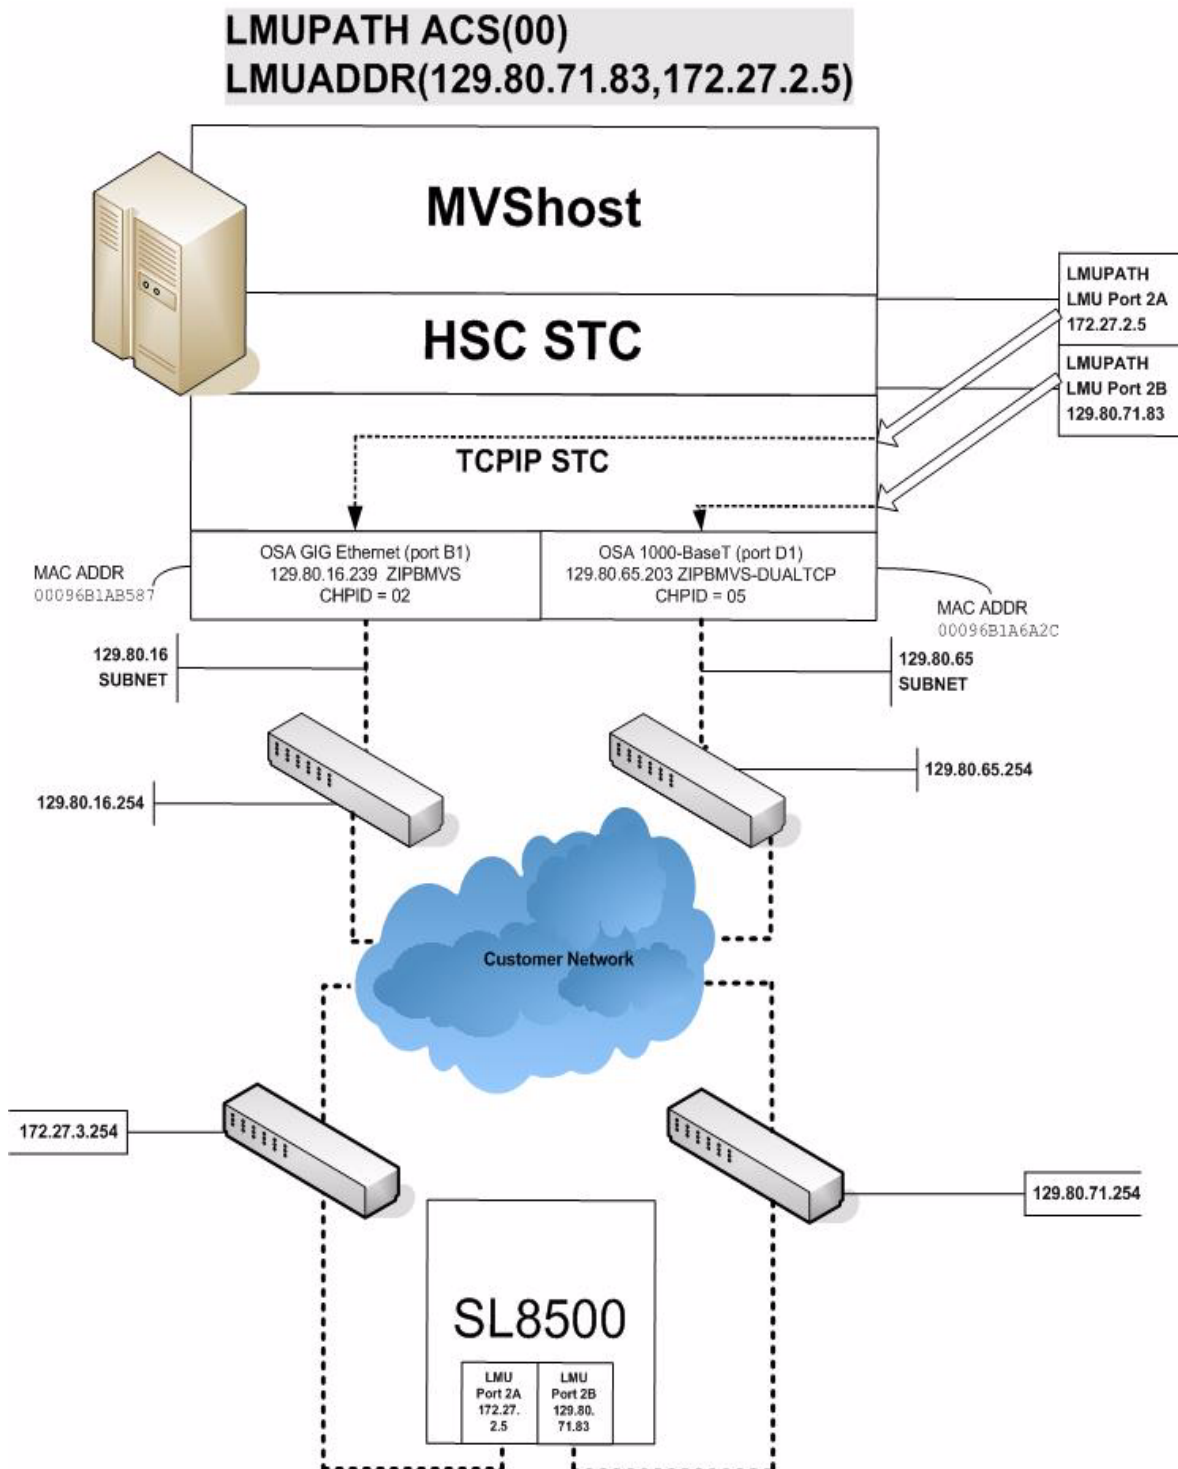 LMUPATH ACS(00)
LMUADDR(129.80.71.83,172.27.2.5)
MVShost
HSC STC
LMUPATH
LMU Port 2A
172.27.2.5
LMUPATH
LMU Port 2B
129.80.71.83
TCPIP STC
OSA GIG Ethernet (port B1)
129.80.16.239 ZIPBMVS
CHPID = 02
OSA 1000-BaseT (port D1)
129.80.65.203 ZIPBMVS-DUALTCP
CHPID = 05
MAC ADDR
00096B1AB587
MAC ADDR
00096B1A6A2C
129.80.16
SUBNET
129.80.65
SUBNET
129.80.16.254
129.80.65.254
Customer Network
172.27.3.254
129.80.71.254
SL8500
LMU
Port 2A
172.27.
2.5
LMU
Port 2B
129.80.
71.83